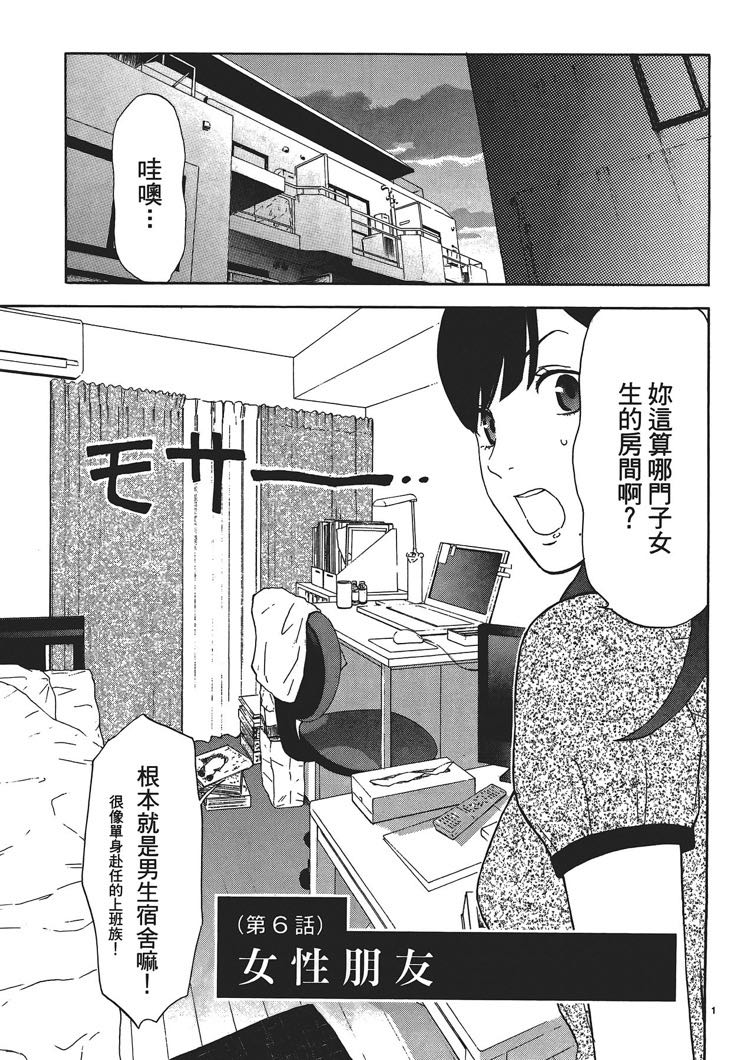 哇噢…
妳這算哪門子女
生的房間啊？
モサ──‥
根本就是男生宿舍嘛！
很像單身赴任的上班族！
（第６話）
女性朋友
1